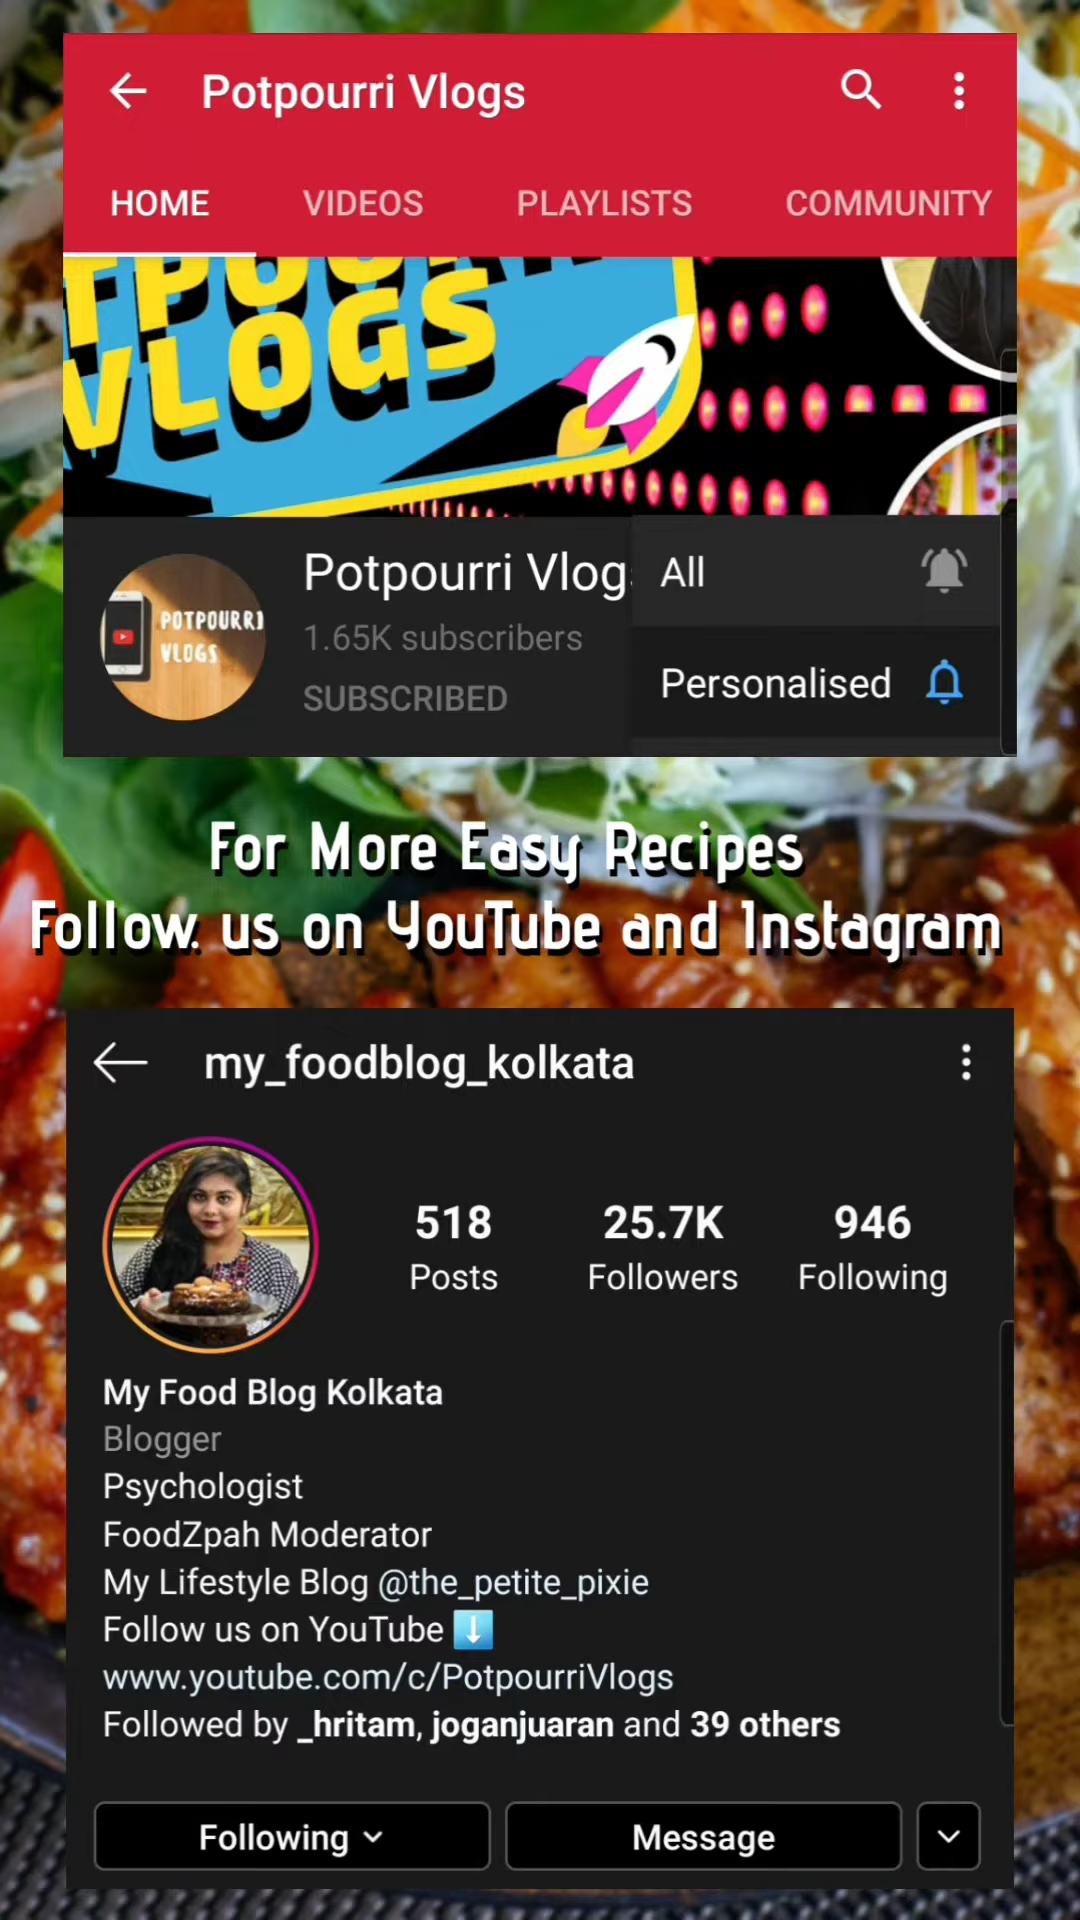 Potpourri Vlogs
HOME VIDEOS PLAYLISTS COMMUNITY
VLOGS
POTPOURRI
VLOGS
Potpourri Vlog
1.65K subscribers
SUBSCRIBED
All
Personalised
For More Easy Recipes
Follow us on YouTube and Instagram
my_foodblog_kolkata
518 25.7K 946
Posts Followers Following
My Food Blog Kolkata
Blogger
Psychologist
FoodZpah Moderator
My Lifestyle Blog @the_petite_pixie
Follow us on YouTube ⬇️
www.youtube.com/c/PotpourriVlogs
Followed by _hritam, joganjuaran and 39 others
Following Message